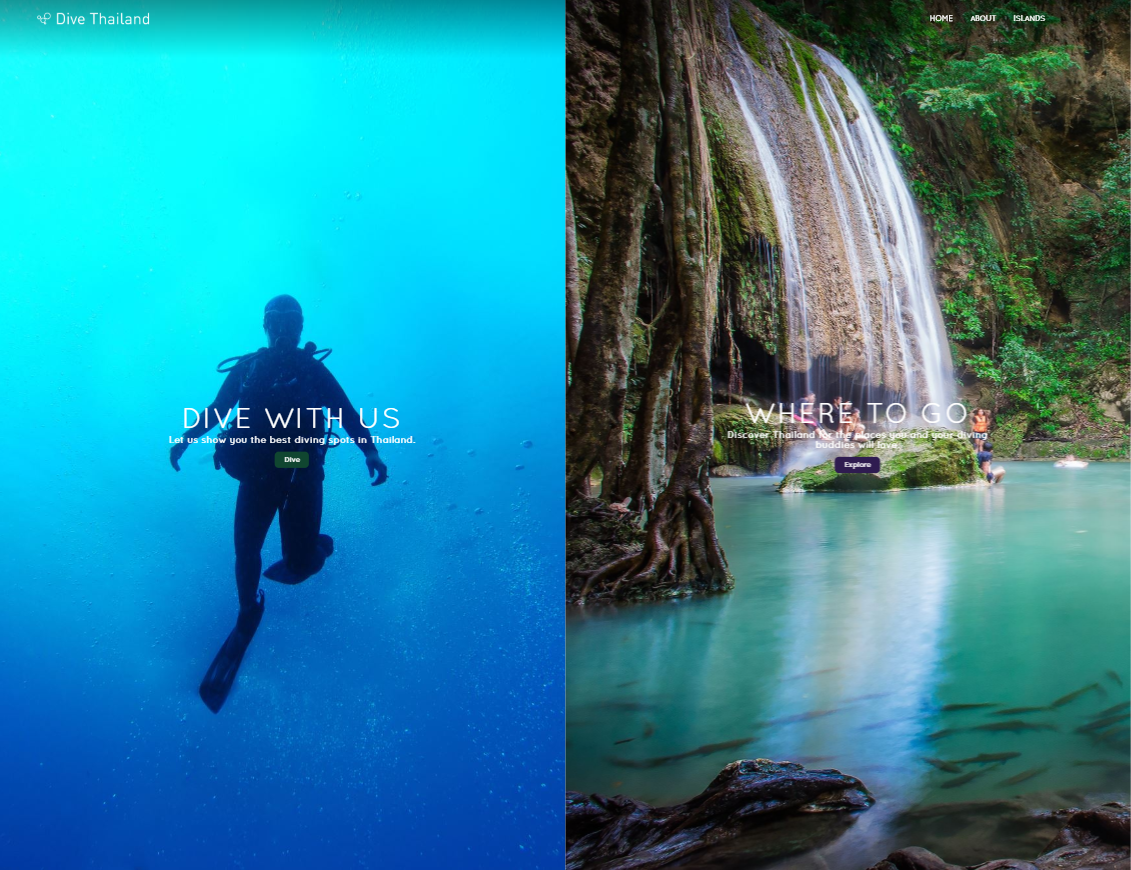 Dive Thailand
HOME ABOUT ISLANDS
DIVE WITH US
Let us show you the best diving spots in Thailand.
Dive
WHERE TO GO
Discover Thailand for the places you and your diving
buddies will love.
Explore